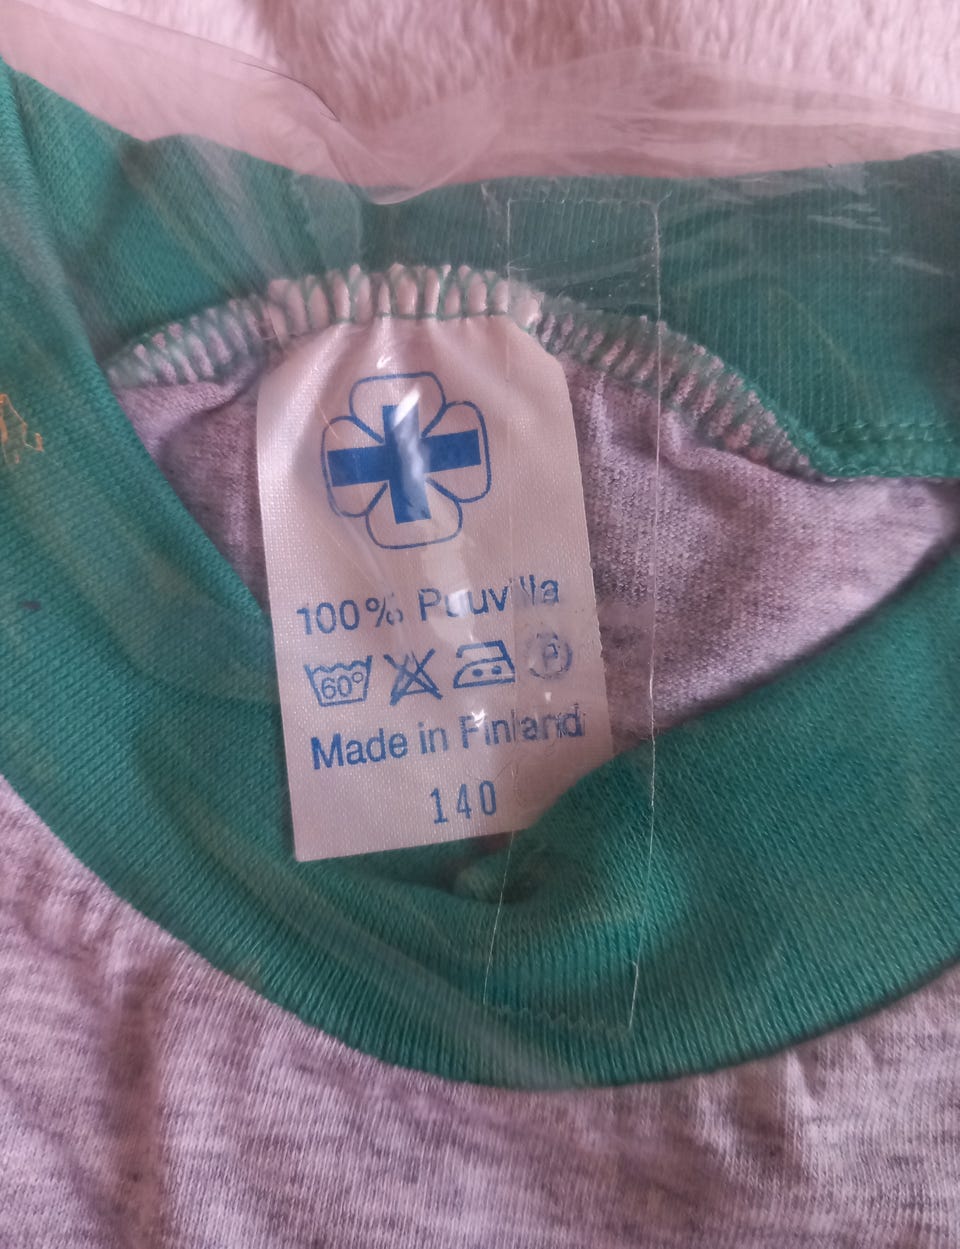 100% Puuvilla
60° P
Made in Finland
140